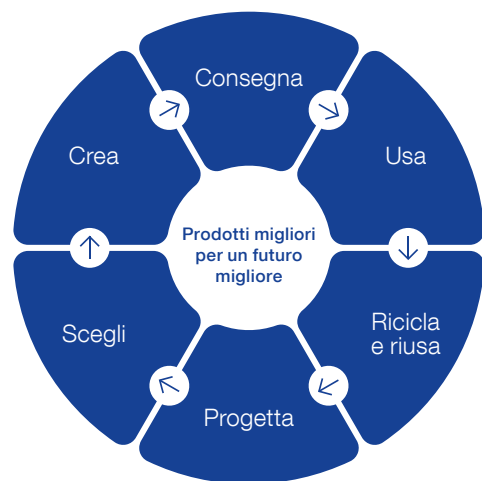 Consegna
Crea
Usa
Prodotti migliori
per un futuro
migliore
Scegli
Ricicla
e riusa
Progetta